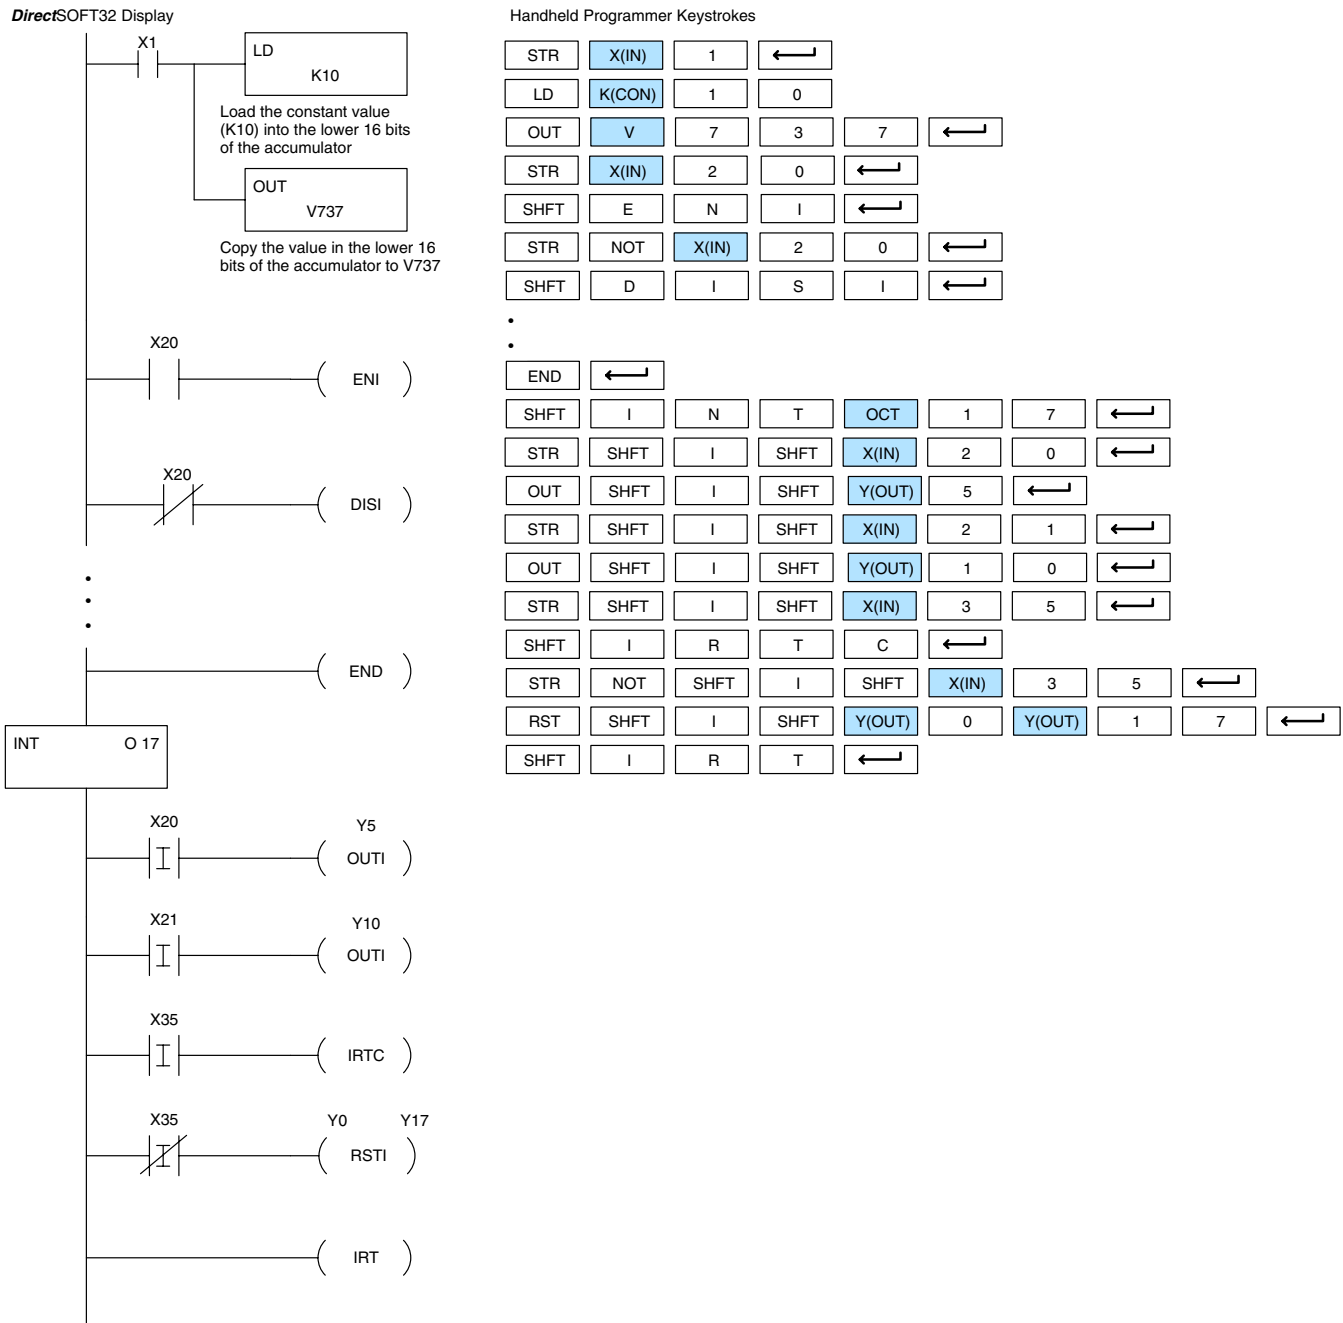 DirectSOFT32 Display
X1
LD
K10
Load the constant value
(K10) into the lower 16 bits
of the accumulator
OUT
V737
Copy the value in the lower 16
bits of the accumulator to V737
X20
ENI
X20
DISI
END
INT O 17
X20 Y5
OUTI
X21 Y10
OUTI
X35
IRTC
X35 Y0 Y17
RSTI
IRT
Handheld Programmer Keystrokes
STR X(IN) 1
LD K(CON) 1 0
OUT V 7 3 7
STR X(IN) 2 0
SHFT E N I
STR NOT X(IN) 2 0
SHFT D I S I
END
SHFT I N T OCT 1 7
STR SHFT I SHFT X(IN) 2 0
OUT SHFT I SHFT Y(OUT) 5
STR SHFT I SHFT X(IN) 2 1
OUT SHFT I SHFT Y(OUT) 1 0
STR SHFT I SHFT X(IN) 3 5
SHFT I R T C
STR NOT SHFT I SHFT X(IN) 3 5
RST SHFT I SHFT Y(OUT) 0 Y(OUT) 1 7
SHFT I R T